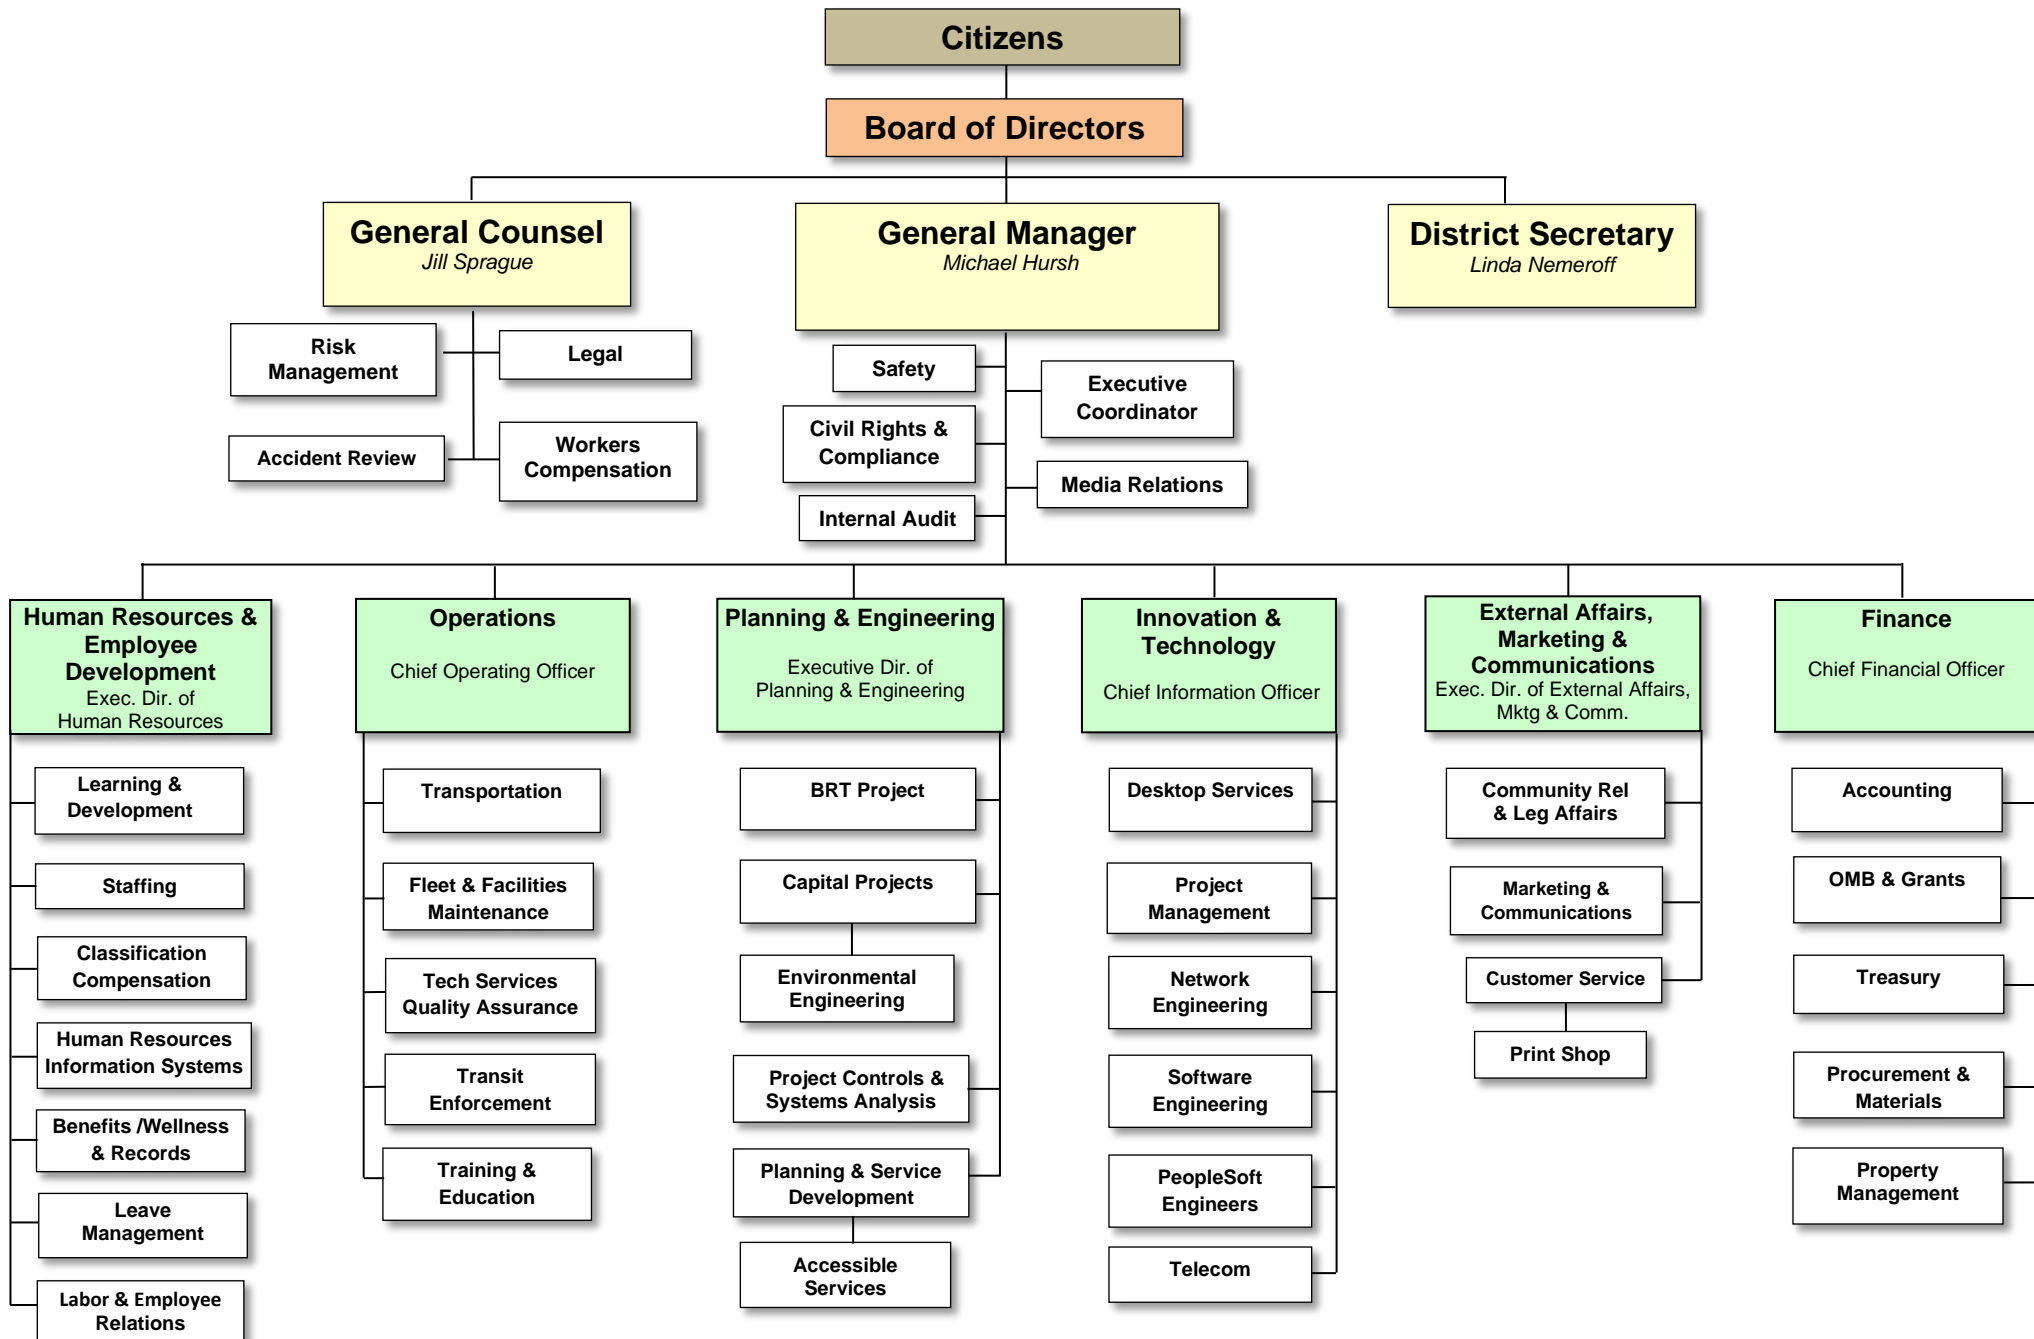 Citizens
Board of Directors
General Counsel
Jill Sprague
General Manager
Michael Hursh
District Secretary
Linda Nemeroff
Risk
Management
Legal
Accident Review
Workers
Compensation
Safety
Executive
Coordinator
Civil Rights &
Compliance
Media Relations
Internal Audit
Human Resources &
Employee
Development
Exec. Dir. of
Human Resources
Learning &
Development
Staffing
Classification
Compensation
Human Resources
Information Systems
Benefits /Wellness
& Records
Leave
Management
Labor & Employee
Relations
Operations
Chief Operating Officer
Transportation
Fleet & Facilities
Maintenance
Tech Services
Quality Assurance
Transit
Enforcement
Training &
Education
Planning & Engineering
Executive Dir. of
Planning & Engineering
BRT Project
Capital Projects
Environmental
Engineering
Project Controls &
Systems Analysis
Planning & Service
Development
Accessible
Services
Innovation &
Technology
Chief Information Officer
Desktop Services
Project
Management
Network
Engineering
Software
Engineering
PeopleSoft
Engineers
Telecom
External Affairs,
Marketing &
Communications
Exec. Dir. of External Affairs,
Mktg & Comm.
Community Rel
& Leg Affairs
Marketing &
Communications
Customer Service
Print Shop
Finance
Chief Financial Officer
Accounting
OMB & Grants
Treasury
Procurement &
Materials
Property
Management